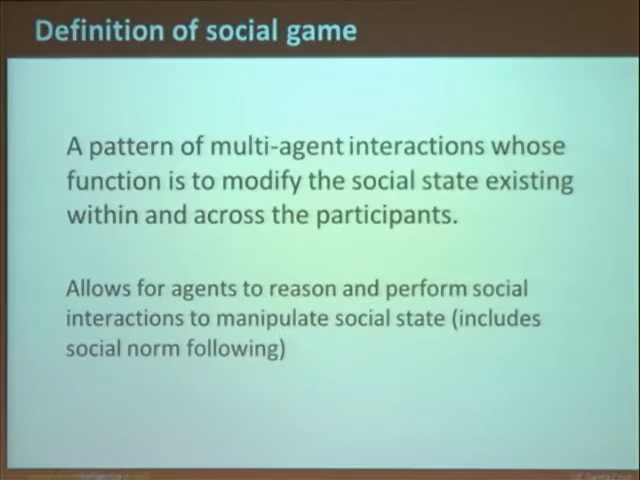 Definition of social game
A pattern of multi-agent interactions whose
function is to modify the social state existing
within and across the participants.
Allows for agents to reason and perform social
interactions to manipulate social state (includes
social norm following)